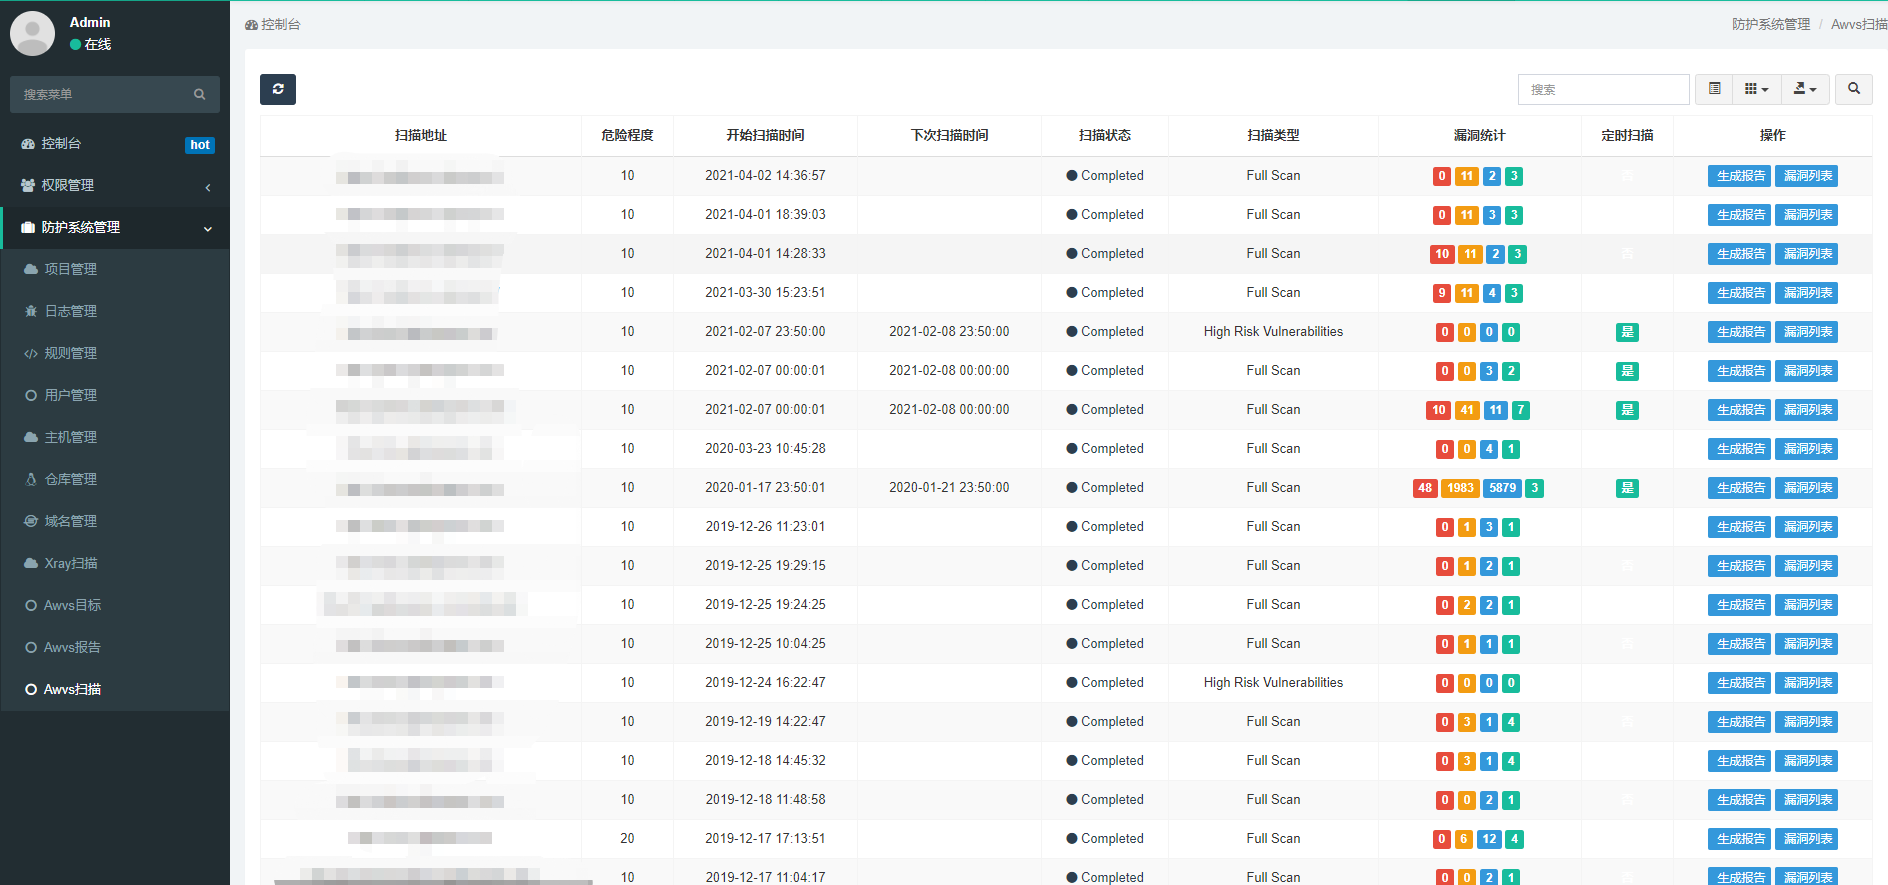 Admin
在线
搜索菜单
控制台 hot
权限管理
防护系统管理
项目管理
日志管理
规则管理
用户管理
主机管理
仓库管理
域名管理
Xray扫描
Awvs目标
Awvs报告
Awvs扫描
控制台
防护系统管理 / Awvs扫描
搜索
扫描地址 危险程度 开始扫描时间 下次扫描时间 扫描状态 扫描类型 漏洞统计 定时扫描 操作
10 2021-04-02 14:36:57 Completed Full Scan 0 11 2 3 否 生成报告 漏洞列表
10 2021-04-01 18:39:03 Completed Full Scan 0 11 3 3 生成报告 漏洞列表
10 2021-04-01 14:28:33 Completed Full Scan 10 11 2 3 否 生成报告 漏洞列表
10 2021-03-30 15:23:51 Completed Full Scan 9 11 4 3 生成报告 漏洞列表
10 2021-02-07 23:50:00 2021-02-08 23:50:00 Completed High Risk Vulnerabilities 0 0 0 0 是 生成报告 漏洞列表
10 2021-02-07 00:00:01 2021-02-08 00:00:00 Completed Full Scan 0 0 3 2 是 生成报告 漏洞列表
10 2021-02-07 00:00:01 2021-02-08 00:00:00 Completed Full Scan 10 41 11 7 是 生成报告 漏洞列表
10 2020-03-23 10:45:28 Completed Full Scan 0 0 4 1 生成报告 漏洞列表
10 2020-01-17 23:50:01 2020-01-21 23:50:00 Completed Full Scan 48 1983 5879 3 是 生成报告 漏洞列表
10 2019-12-26 11:23:01 Completed Full Scan 0 1 3 1 生成报告 漏洞列表
10 2019-12-25 19:29:15 Completed Full Scan 0 1 2 1 否 生成报告 漏洞列表
10 2019-12-25 19:24:25 Completed Full Scan 0 2 2 1 生成报告 漏洞列表
10 2019-12-25 10:04:25 Completed Full Scan 0 1 1 1 否 生成报告 漏洞列表
10 2019-12-24 16:22:47 Completed High Risk Vulnerabilities 0 0 0 0 生成报告 漏洞列表
10 2019-12-19 14:22:47 Completed Full Scan 0 3 1 4 否 生成报告 漏洞列表
10 2019-12-18 14:45:32 Completed Full Scan 0 3 1 4 生成报告 漏洞列表
10 2019-12-18 11:48:58 Completed Full Scan 0 0 2 1 否 生成报告 漏洞列表
20 2019-12-17 17:13:51 Completed Full Scan 0 6 12 4 生成报告 漏洞列表
10 2019-12-17 11:04:17 Completed Full Scan 0 0 2 1 否 生成报告 漏洞列表